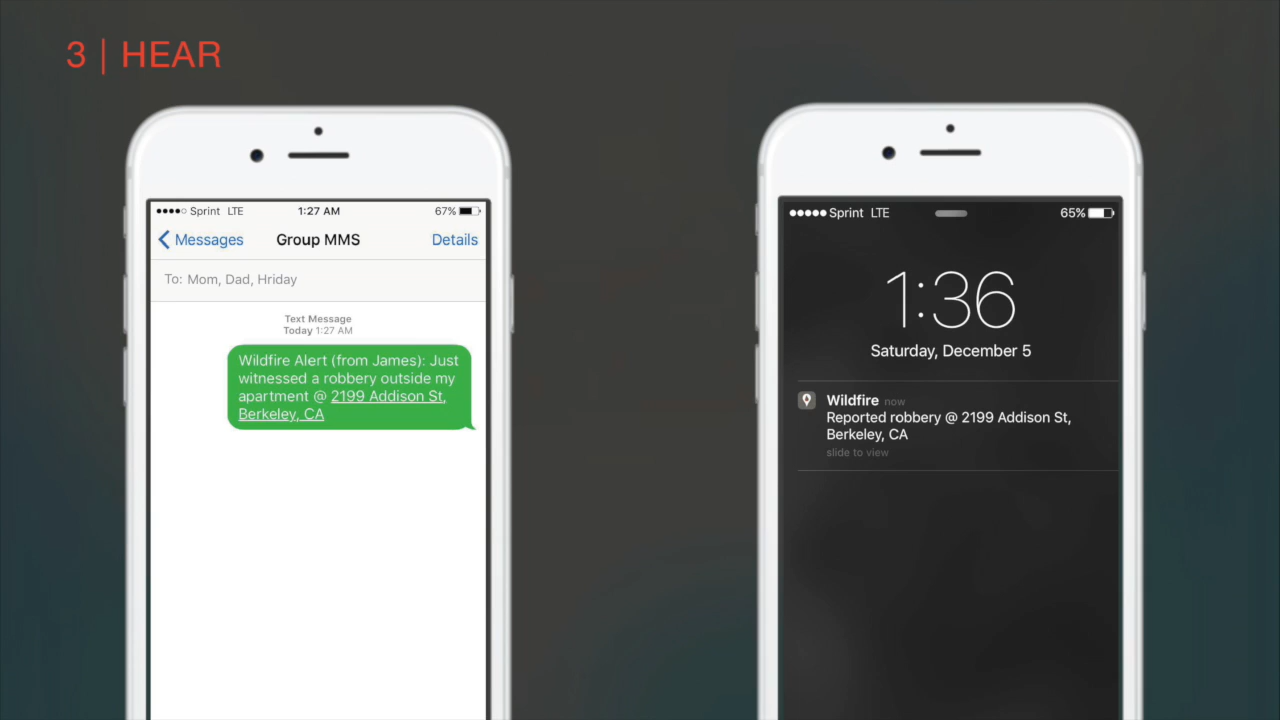 3 | HEAR
Sprint LTE 1:27 AM 67%
Messages Group MMS Details
To: Mom, Dad, Hriday
Text Message
Today 1:27 AM
Wildfire Alert (from James): Just
witnessed a robbery outside my
apartment @ 2199 Addison St,
Berkeley, CA
Sprint LTE 65%
1:36
Saturday, December 5
Wildfire now
Reported robbery @ 2199 Addison St,
Berkeley, CA
slide to view